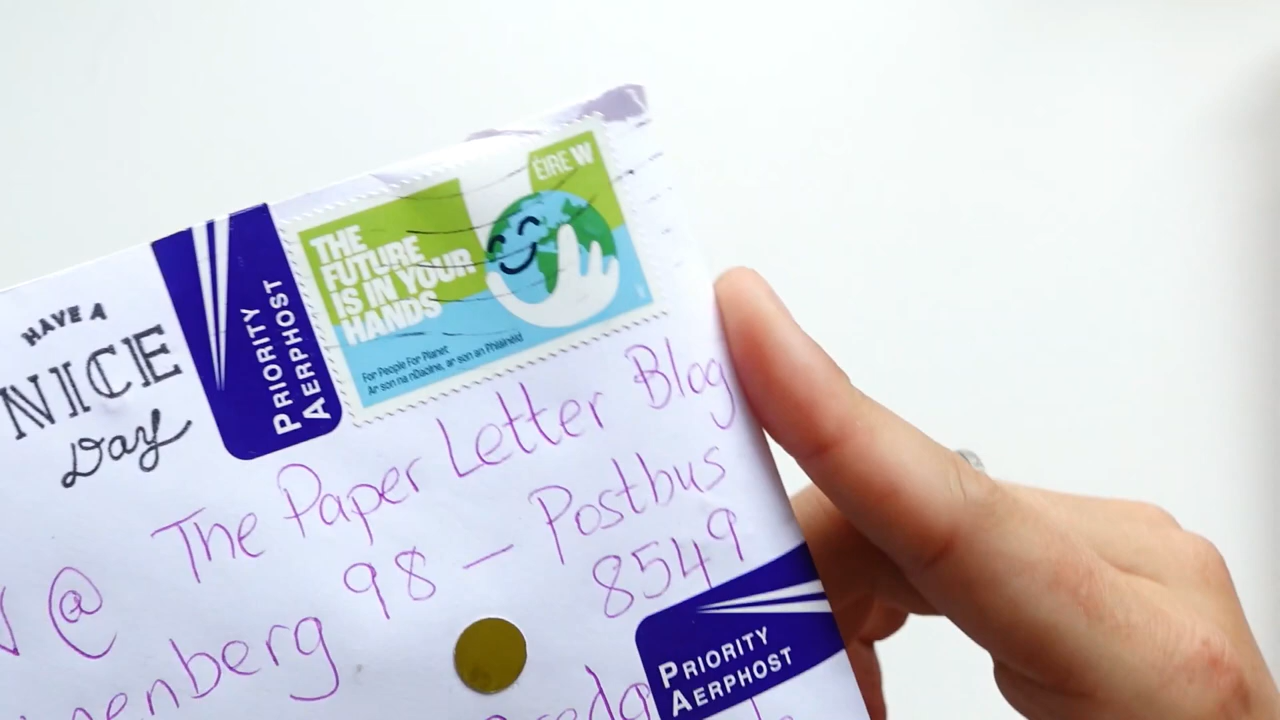 HAVE A
NICE
Day
PRIORITY
AERPHOST
THE
FUTURE
IS IN YOUR
HANDS
ÉIRE W
For People For Planet
Ar son na nDaoine, ar son an Phláinéid
@ The Paper Letter Blog
98 – Postbus
8549
PRIORITY
AERPHOST